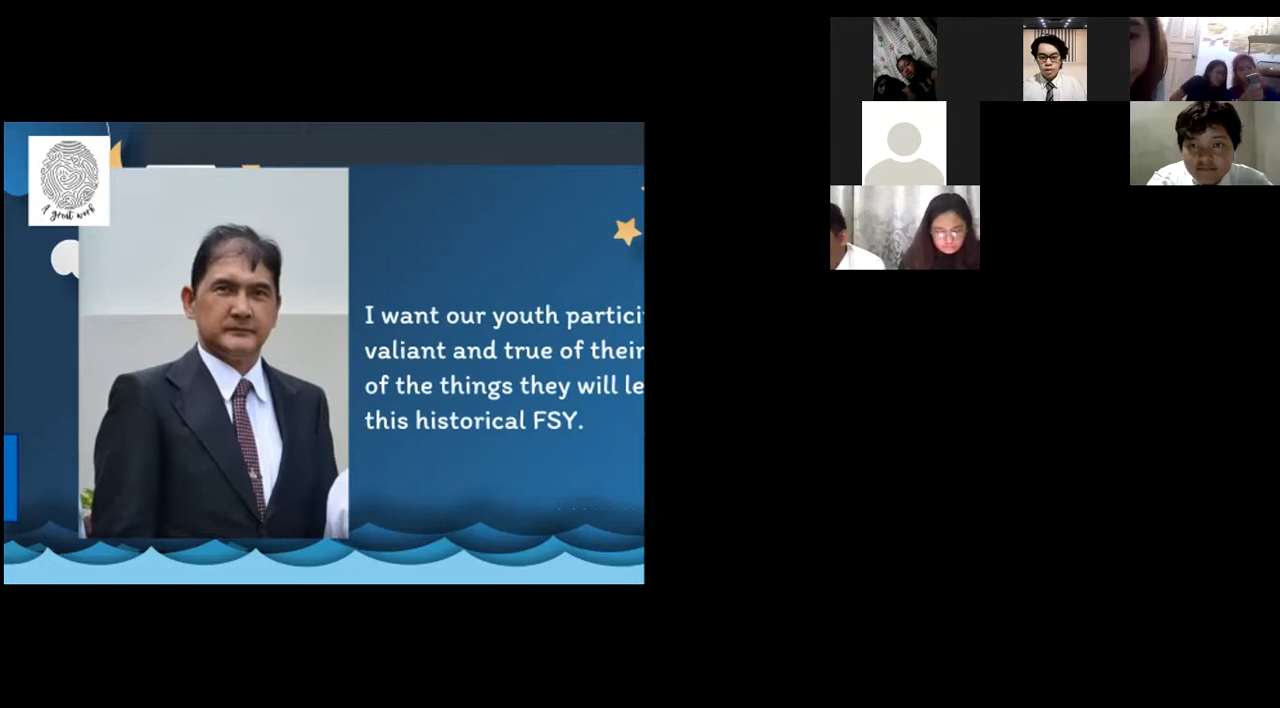 A great work
I want our youth partici
valiant and true of their
of the things they will le
this historical FSY.